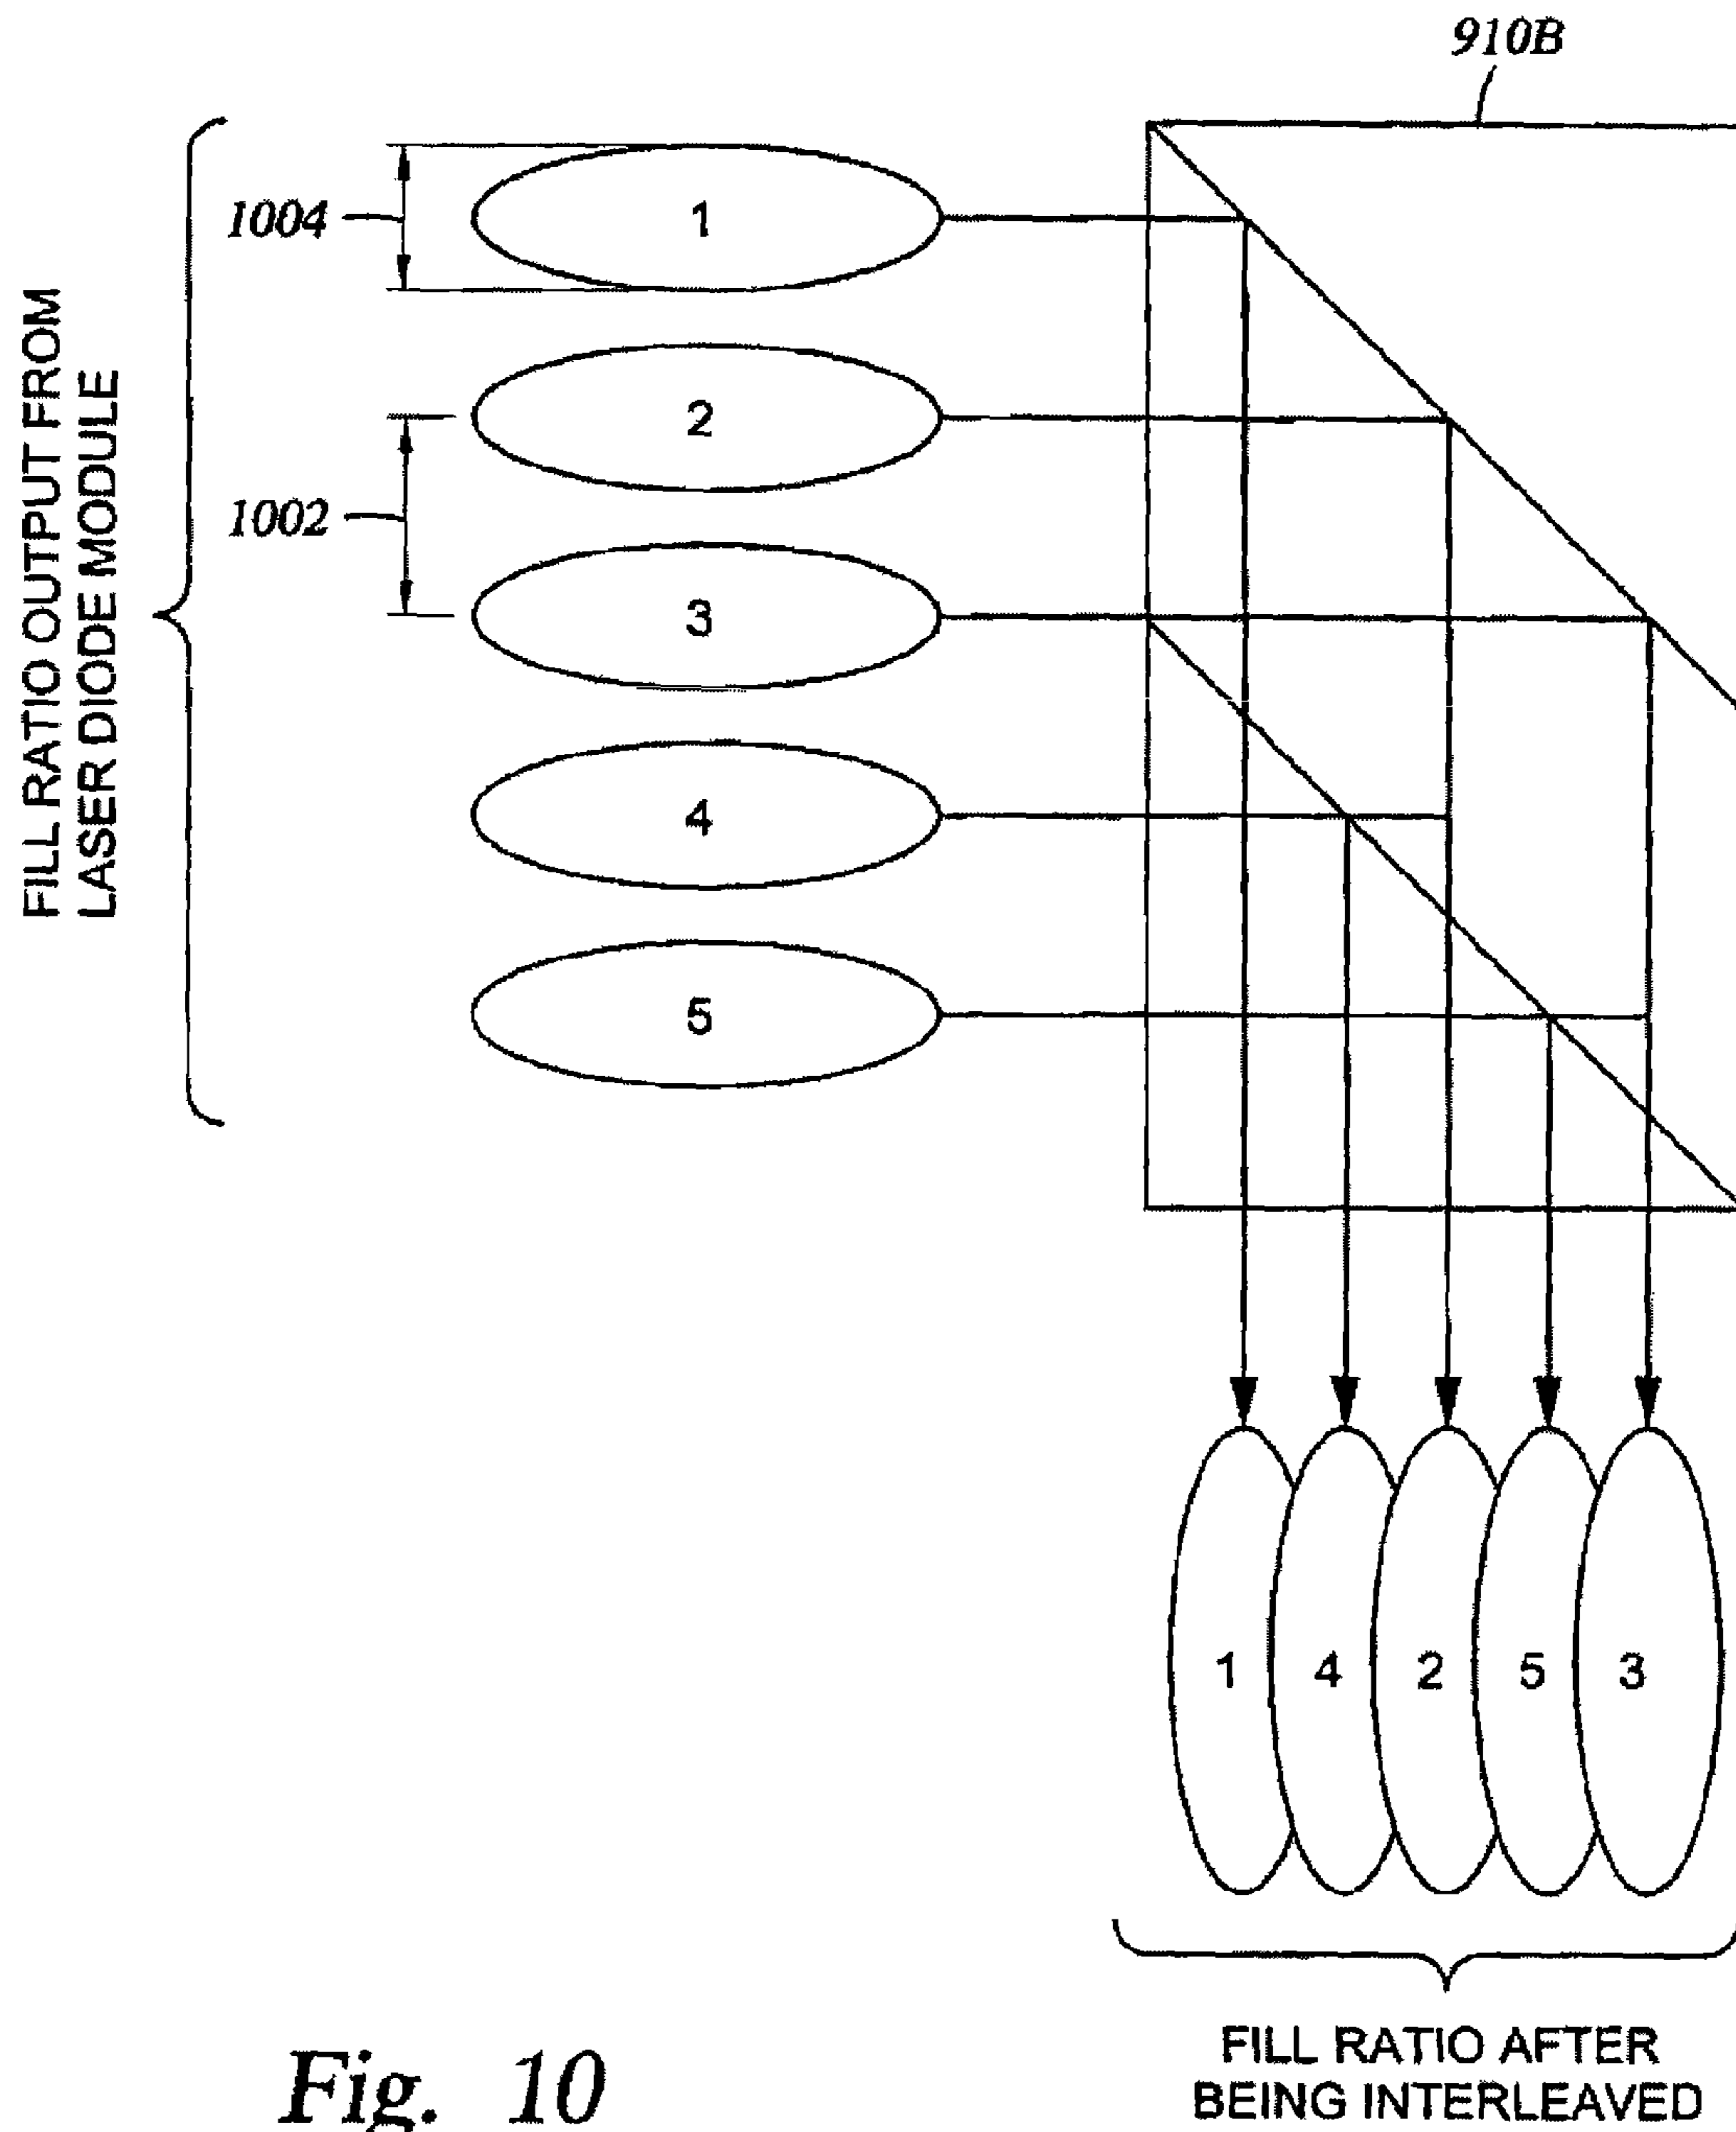 910B
FILL RATIO OUTPUT FROM
LASER DIODE MODULE
1004
1
2
1002
3
4
5
1 4 2 5 3
FILL RATIO AFTER
BEING INTERLEAVED
Fig. 10